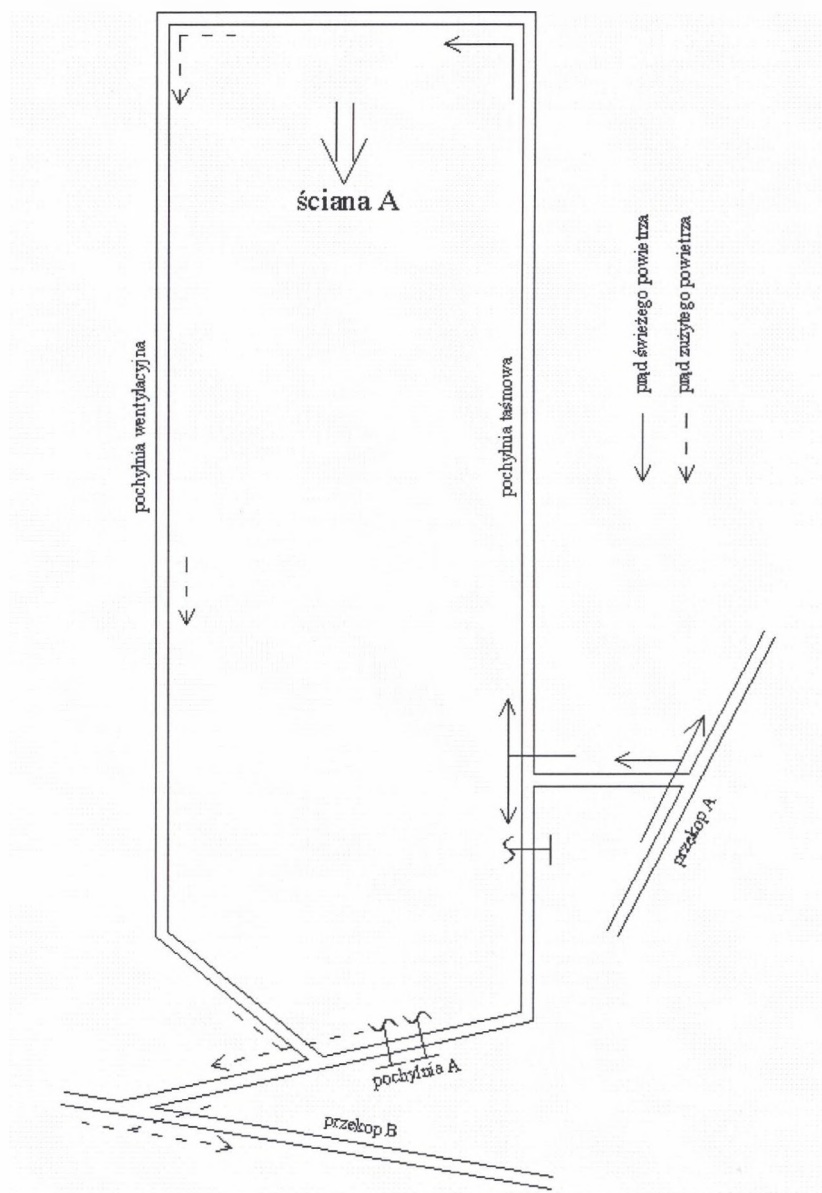 ściana A
pochylnia wentylacyjna
pochylnia taśmowa
prąd świeżego powietrza
prąd zużytego powietrza
przekop A
pochylnia A
przekop B